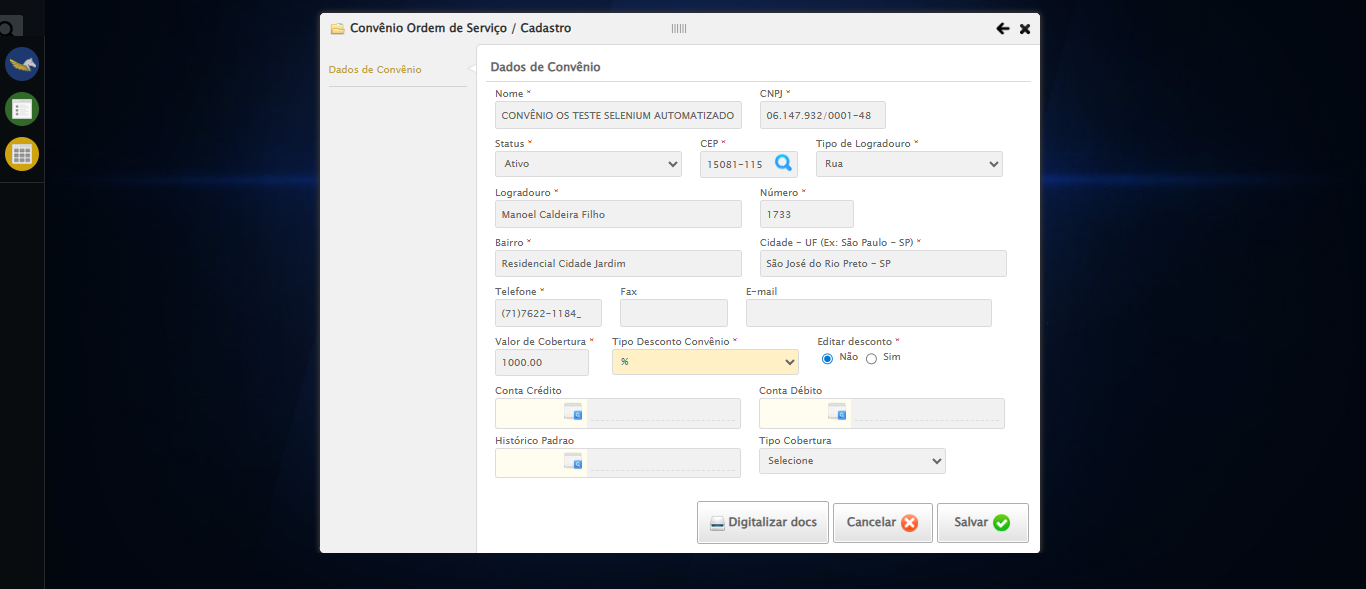 Convênio Ordem de Serviço / Cadastro
Dados de Convênio
Dados de Convênio
Nome * CNPJ *
CONVÊNIO OS TESTE SELENIUM AUTOMATIZADO 06.147.932/0001-48
Status * CEP * Tipo de Logradouro *
Ativo 15081-115 Rua
Logradouro * Número *
Manoel Caldeira Filho 1733
Bairro * Cidade - UF (Ex: São Paulo - SP) *
Residencial Cidade Jardim São José do Rio Preto - SP
Telefone * Fax E-mail
(71)7622-1184_
Valor de Cobertura * Tipo Desconto Convênio * Editar desconto *
1000.00 % Não Sim
Conta Crédito Conta Débito
Histórico Padrao Tipo Cobertura
Selecione
Digitalizar docs Cancelar Salvar